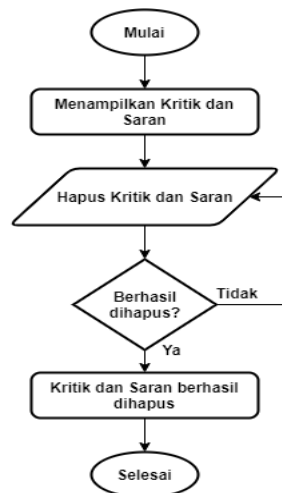 Mulai
Menampilkan Kritik dan
Saran
Hapus Kritik dan Saran
Berhasil
dihapus?
Tidak
Ya
Kritik dan Saran berhasil
dihapus
Selesai